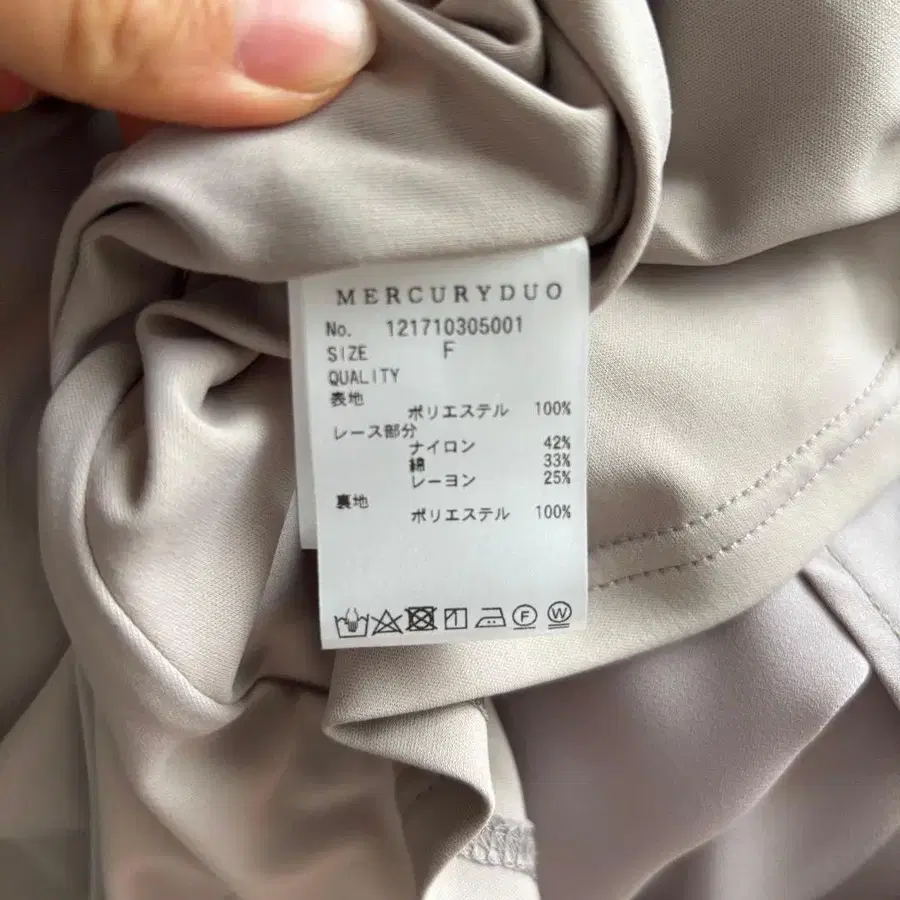 MERCURYDUO
No. 121710305001
SIZE F
QUALITY
表地
ポリエステル 100%
レース部分
ナイロン 42%
綿 33%
レーヨン 25%
裏地
ポリエステル 100%
F W